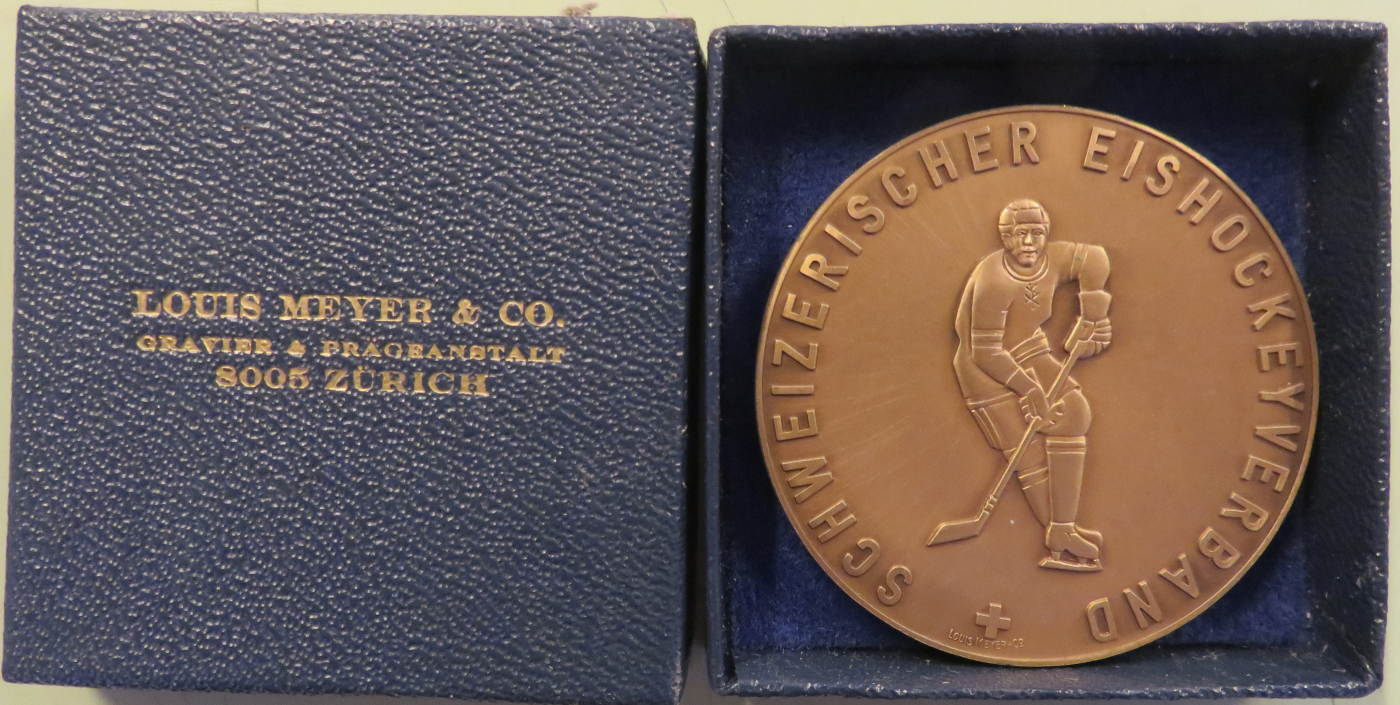 LOUIS MEYER & CO.
GRAVIER & PRÄGEANSTALT
8005 ZÜRICH
SCHWEIZERISCHER EISHOCKEYVERBAND
LOUIS MEYER+CO